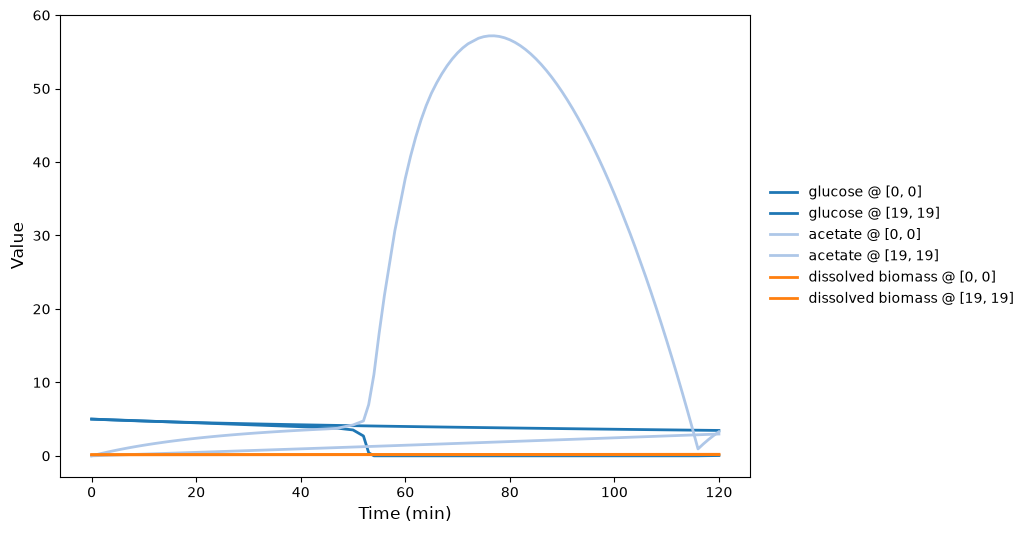 60
50
40
30
20
10
0
Value
0 20 40 60 80 100 120
Time (min)
glucose @ [0, 0]
glucose @ [19, 19]
acetate @ [0, 0]
acetate @ [19, 19]
dissolved biomass @ [0, 0]
dissolved biomass @ [19, 19]